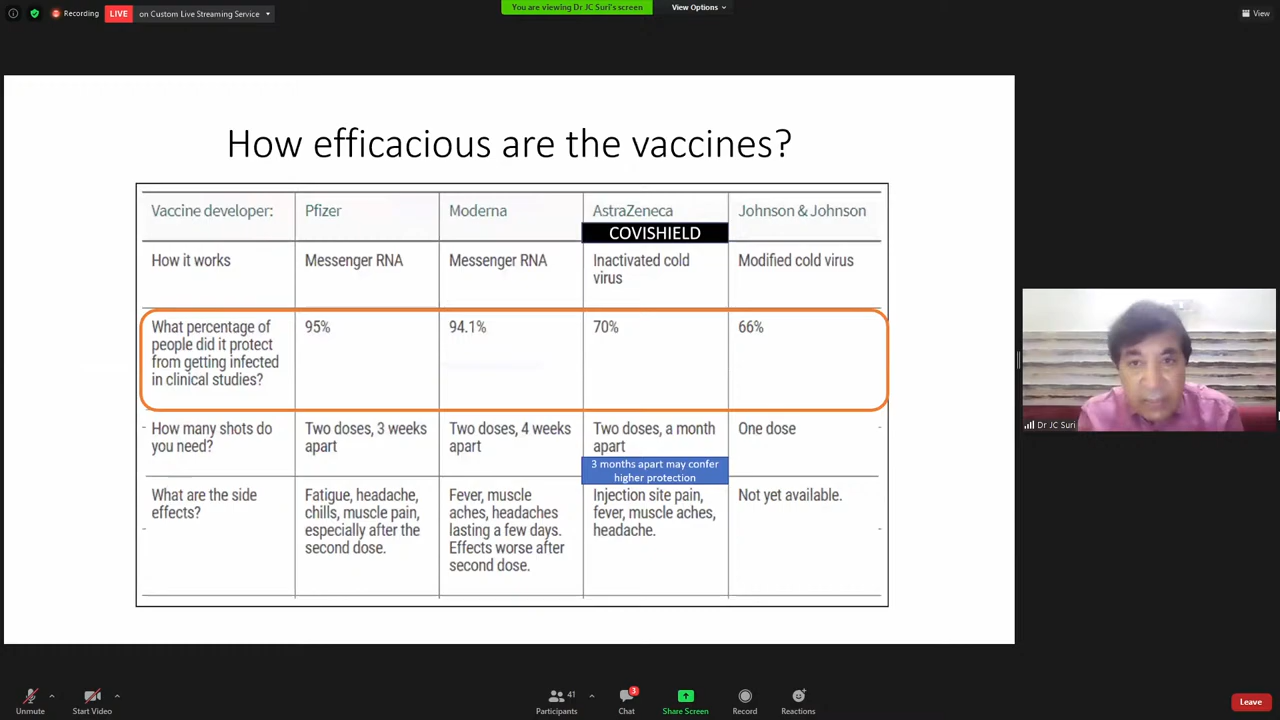 Recording
LIVE
on Custom Live Streaming Service
You are viewing Dr JC Suri's screen
View Options
View
How efficacious are the vaccines?
Vaccine developer:
Pfizer
Moderna
AstraZeneca
COVISHIELD
Johnson & Johnson
How it works
Messenger RNA
Messenger RNA
Inactivated cold
virus
Modified cold virus
What percentage of
people did it protect
from getting infected
in clinical studies?
95%
94.1%
70%
66%
How many shots do
you need?
Two doses, 3 weeks
apart
Two doses, 4 weeks
apart
Two doses, a month
apart
3 months apart may confer
higher protection
One dose
What are the side
effects?
Fatigue, headache,
chills, muscle pain,
especially after the
second dose.
Fever, muscle
aches, headaches
lasting a few days.
Effects worse after
second dose.
Injection site pain,
fever, muscle aches,
headache.
Not yet available.
Dr JC Suri
Unmute
Start Video
41
Participants
3
Chat
Share Screen
Record
Reactions
Leave